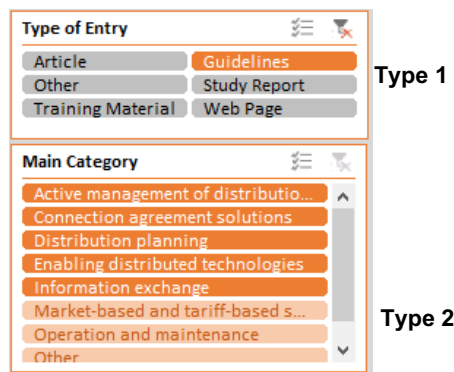 Type of Entry
Article Guidelines
Other Study Report
Training Material Web Page
Type 1
Main Category
Active management of distributio...
Connection agreement solutions
Distribution planning
Enabling distributed technologies
Information exchange
Market-based and tariff-based s...
Operation and maintenance
Other
Type 2